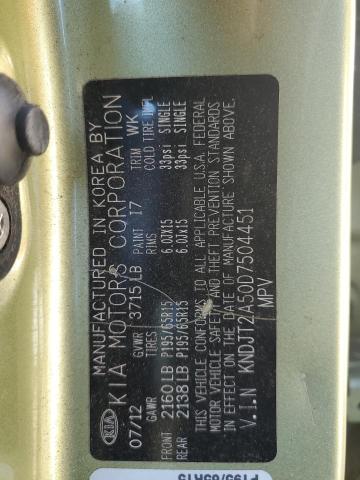 MANUFACTURED IN KOREA BY
KIA KIA MOTORS CORPORATION
07/12 GVWR 3715 LB PAINT I7 TRIM WK
GAWR TIRES RIMS COLD TIRE INFL
FRONT 2160 LB P195/65R15 6.0JX15 33psi SINGLE
REAR 2138 LB P195/65R15 6.0JX15 33psi SINGLE
THIS VEHICLE CONFORMS TO ALL APPLICABLE U.S.A. FEDERAL
MOTOR VEHICLE SAFETY AND THEFT PREVENTION STANDARDS
IN EFFECT ON THE DATE OF MANUFACTURE SHOWN ABOVE.
V.I.N KNDJT2A50D7504451
MPV
P195/65R15